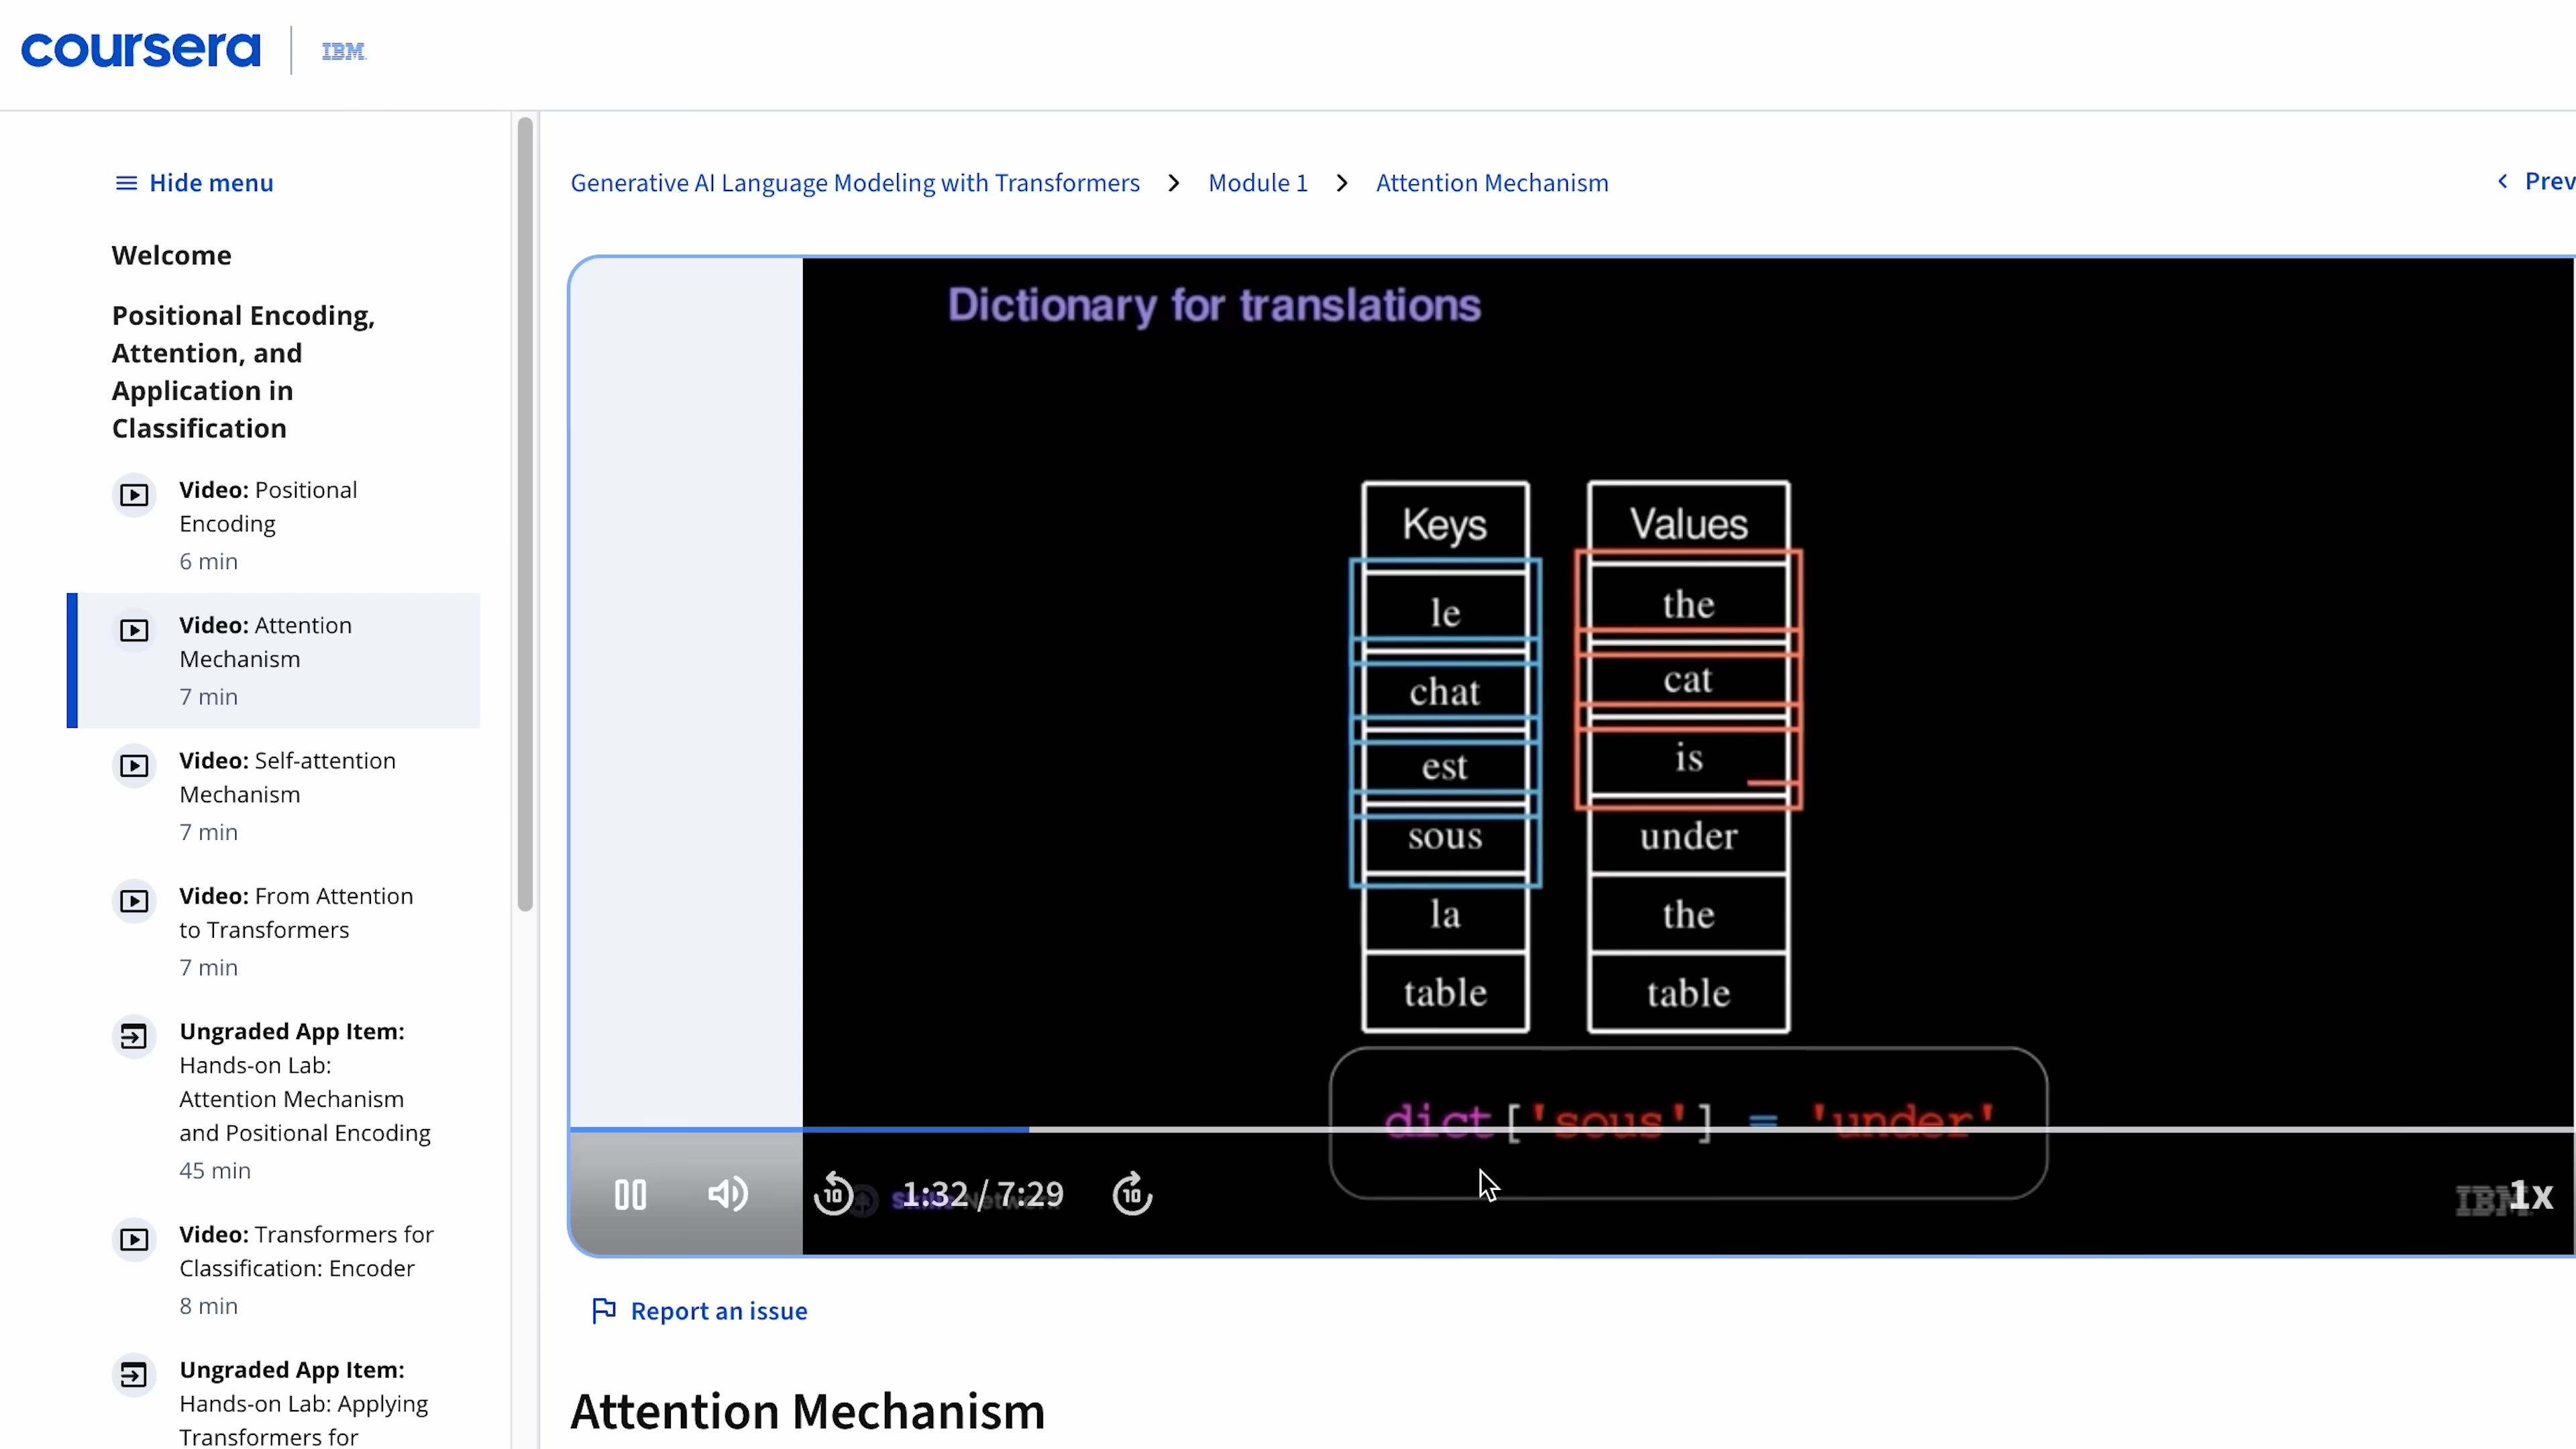 coursera
IBM
Hide menu
Welcome
Positional Encoding,
Attention, and
Application in
Classification
Video: Positional
Encoding
6 min
Video: Attention
Mechanism
7 min
Video: Self-attention
Mechanism
7 min
Video: From Attention
to Transformers
7 min
Ungraded App Item:
Hands-on Lab:
Attention Mechanism
and Positional Encoding
45 min
Video: Transformers for
Classification: Encoder
8 min
Ungraded App Item:
Hands-on Lab: Applying
Transformers for
Generative AI Language Modeling with Transformers > Module 1 > Attention Mechanism
Prev
Dictionary for translations
Keys Values
le the
chat cat
est is
sous under
la the
table table
dict['sous'] = 'under'
10 1:32 / 7:29 10
Skills Network
IBM 1x
Report an issue
Attention Mechanism